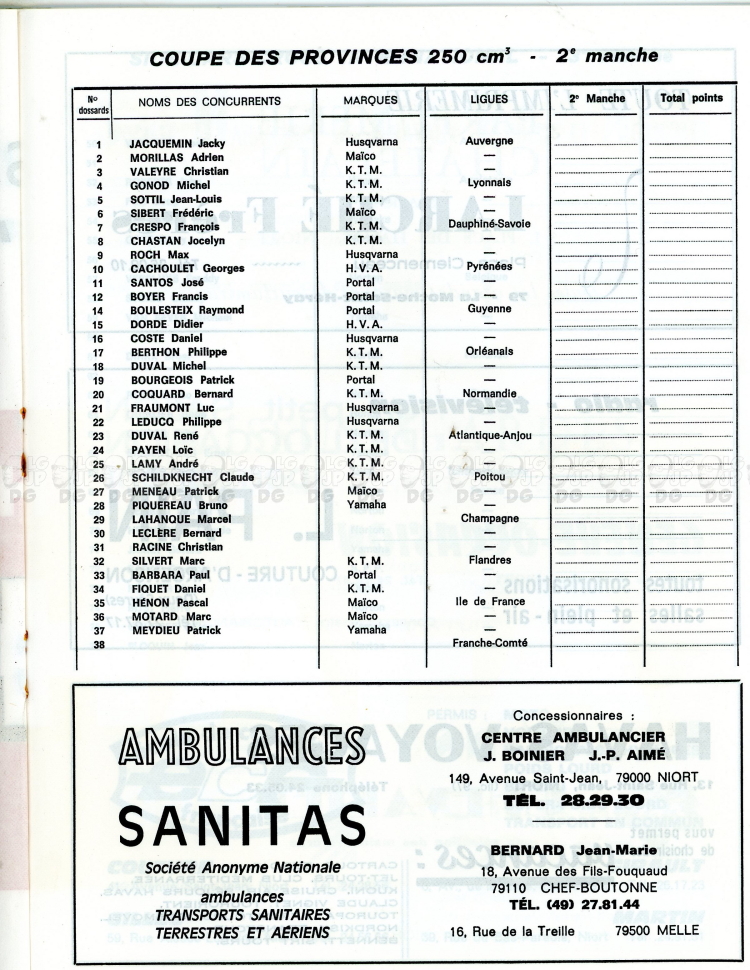 COUPE DES PROVINCES 250 cm³ - 2e manche
No dossards NOMS DES CONCURRENTS MARQUES LIGUES 2e Manche Total points
1 JACQUEMIN Jacky Husqvarna Auvergne
2 MORILLAS Adrien Maïco —
3 VALEYRE Christian K.T.M. —
4 GONOD Michel K.T.M. Lyonnais
5 SOTTIL Jean-Louis K.T.M. —
6 SIBERT Frédéric Maïco —
7 CRESPO François K.T.M. Dauphiné-Savoie
8 CHASTAN Jocelyn K.T.M. —
9 ROCH Max Husqvarna —
10 CACHOULET Georges H.V.A. Pyrénées
11 SANTOS José Portal —
12 BOYER Francis Portal —
14 BOULESTEIX Raymond Portal Guyenne
15 DORDE Didier H.V.A. —
16 COSTE Daniel Husqvarna —
17 BERTHON Philippe K.T.M. Orléanais
18 DUVAL Michel K.T.M. —
19 BOURGEOIS Patrick Portal —
20 COQUARD Bernard K.T.M. Normandie
21 FRAUMONT Luc Husqvarna —
22 LEDUCQ Philippe Husqvarna —
23 DUVAL René K.T.M. Atlantique-Anjou
24 PAYEN Loïc K.T.M. —
25 LAMY André K.T.M. —
26 SCHILDKNECHT Claude K.T.M. Poitou
27 MENEAU Patrick Maïco —
28 PIQUEREAU Bruno Yamaha —
29 LAHANQUE Marcel Champagne
30 LECLÈRE Bernard —
31 RACINE Christian —
32 SILVERT Marc K.T.M. Flandres
33 BARBARA Paul Portal —
34 FIQUET Daniel K.T.M. —
35 HÉNON Pascal Maïco Ile de France
36 MOTARD Marc Maïco —
37 MEYDIEU Patrick Yamaha —
38 Franche-Comté
AMBULANCES
SANITAS
Société Anonyme Nationale
ambulances
TRANSPORTS SANITAIRES
TERRESTRES ET AÉRIENS
Concessionnaires :
CENTRE AMBULANCIER
J. BOINIER J.-P. AIMÉ
149, Avenue Saint-Jean, 79000 NIORT
TÉL. 28.29.30
BERNARD Jean-Marie
18, Avenue des Fils-Fouquaud
79110 CHEF-BOUTONNE
TÉL. (49) 27.81.44
16, Rue de la Treille 79500 MELLE